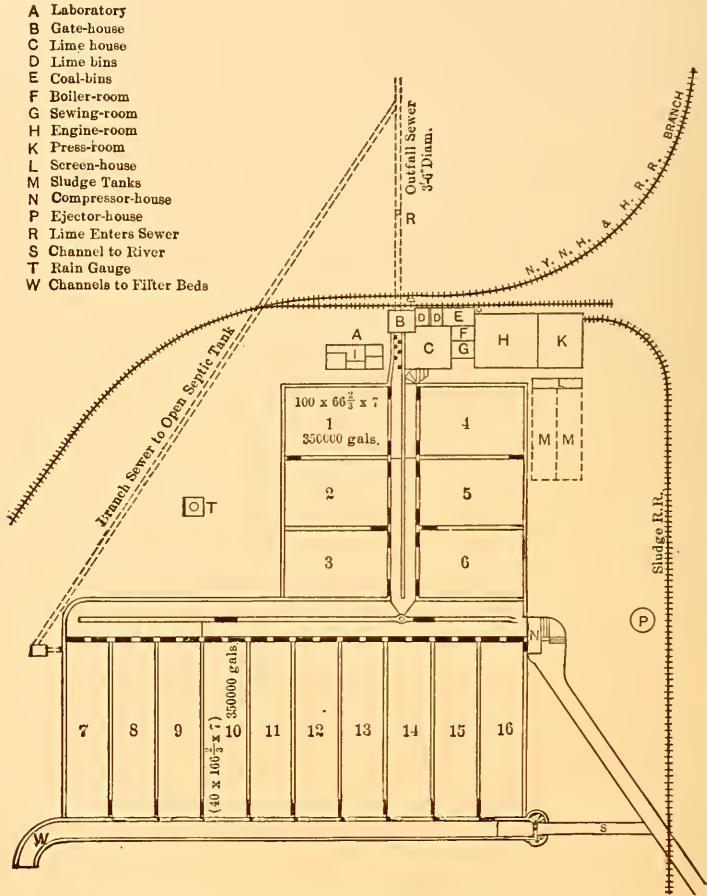 A Laboratory
B Gate-house
C Lime house
D Lime bins
E Coal-bins
F Boiler-room
G Sewing-room
H Engine-room
K Press-room
L Screen-house
M Sludge Tanks
N Compressor-house
P Ejector-house
R Lime Enters Sewer
S Channel to River
T Rain Gauge
W Channels to Filter Beds
Outfall Sewer
3'-6" Diam.
R
N. Y. N. H. & H. R. R. BRANCH
Branch Sewer to Open Septic Tank
A
I
B
D D
E
F
G
C
H
K
L
M M
100 x 66 2/3 x 7
1
350000 gals.
2
3
4
5
6
T
Sludge R.R.
P
N
7
8
9
10
11
12
13
14
15
16
(40 x 166 2/3 x 7)
350000 gals.
W
S